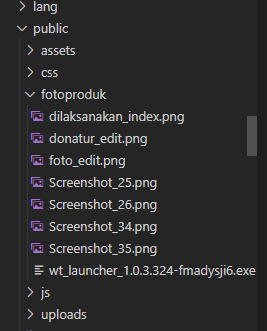 lang
public
assets
css
fotoproduk
dilaksanakan_index.png
donatur_edit.png
foto_edit.png
Screenshot_25.png
Screenshot_26.png
Screenshot_34.png
Screenshot_35.png
wt_launcher_1.0.3.324-fmadysji6.exe
js
uploads